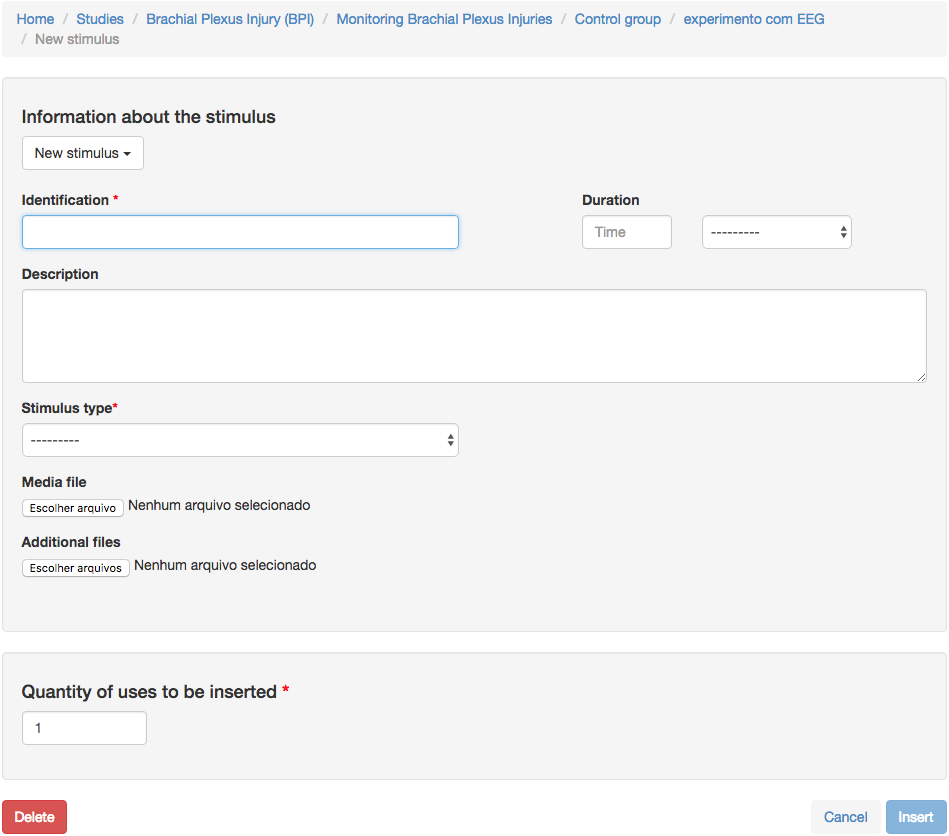 Home / Studies / Brachial Plexus Injury (BPI) / Monitoring Brachial Plexus Injuries / Control group / experimento com EEG
/ New stimulus
Information about the stimulus
New stimulus
Identification * Duration
Time ---------
Description
Stimulus type*
---------
Media file
Escolher arquivo Nenhum arquivo selecionado
Additional files
Escolher arquivos Nenhum arquivo selecionado
Quantity of uses to be inserted *
1
Delete Cancel Insert